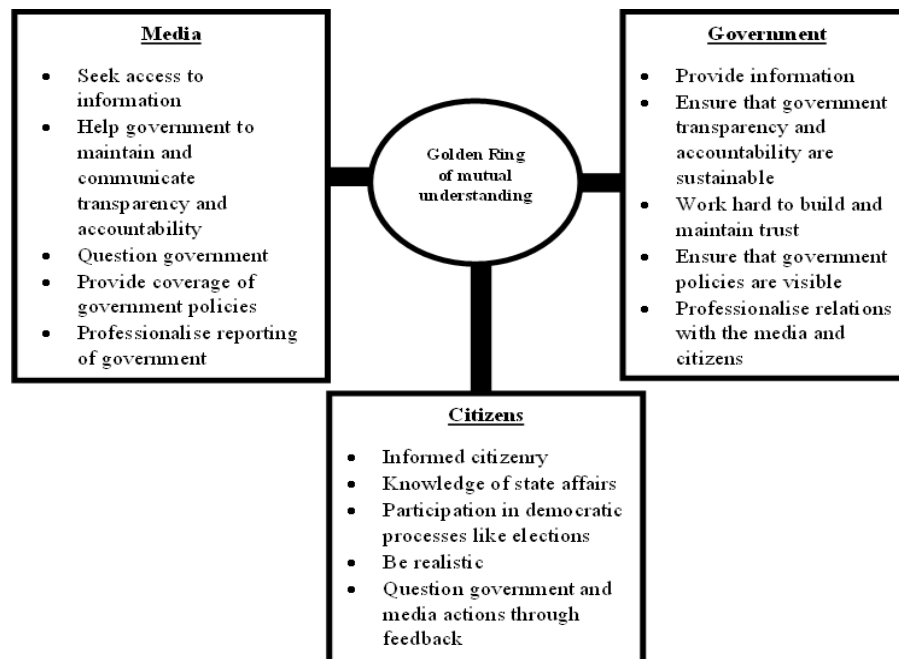 Media
• Seek access to
information
• Help government to
maintain and
communicate
transparency and
accountability
• Question government
• Provide coverage of
government policies
• Professionalise reporting
of government
Golden Ring
of mutual
understanding
Government
• Provide information
• Ensure that government
transparency and
accountability are
sustainable
• Work hard to build and
maintain trust
• Ensure that government
policies are visible
• Professionalise relations
with the media and
citizens
Citizens
• Informed citizenry
• Knowledge of state affairs
• Participation in democratic
processes like elections
• Be realistic
• Question government and
media actions through
feedback